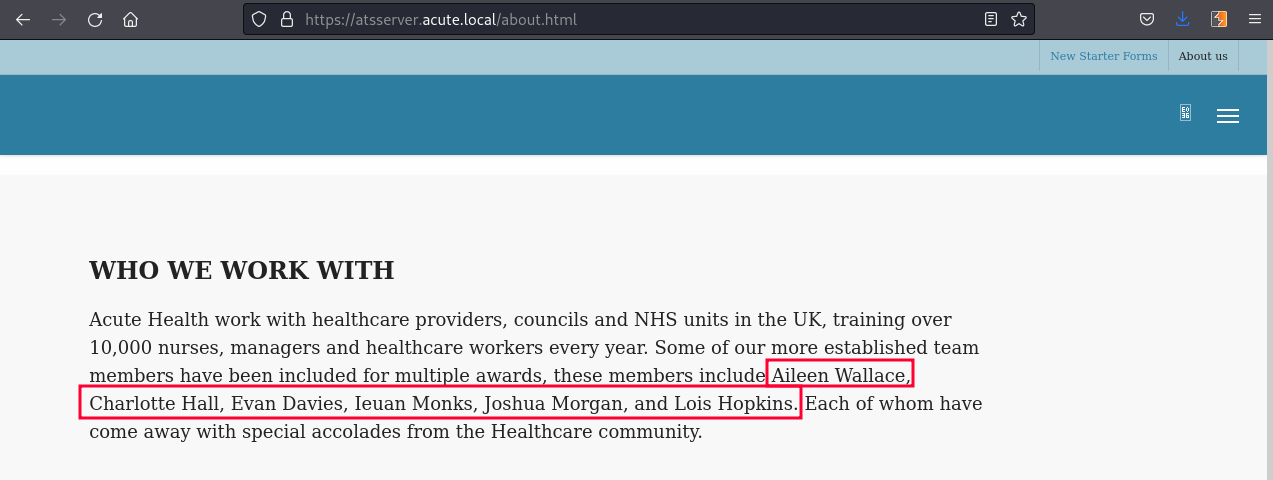 https://atsserver.acute.local/about.html
New Starter Forms About us
E0
36
WHO WE WORK WITH
Acute Health work with healthcare providers, councils and NHS units in the UK, training over
10,000 nurses, managers and healthcare workers every year. Some of our more established team
members have been included for multiple awards, these members include Aileen Wallace,
Charlotte Hall, Evan Davies, Ieuan Monks, Joshua Morgan, and Lois Hopkins. Each of whom have
come away with special accolades from the Healthcare community.